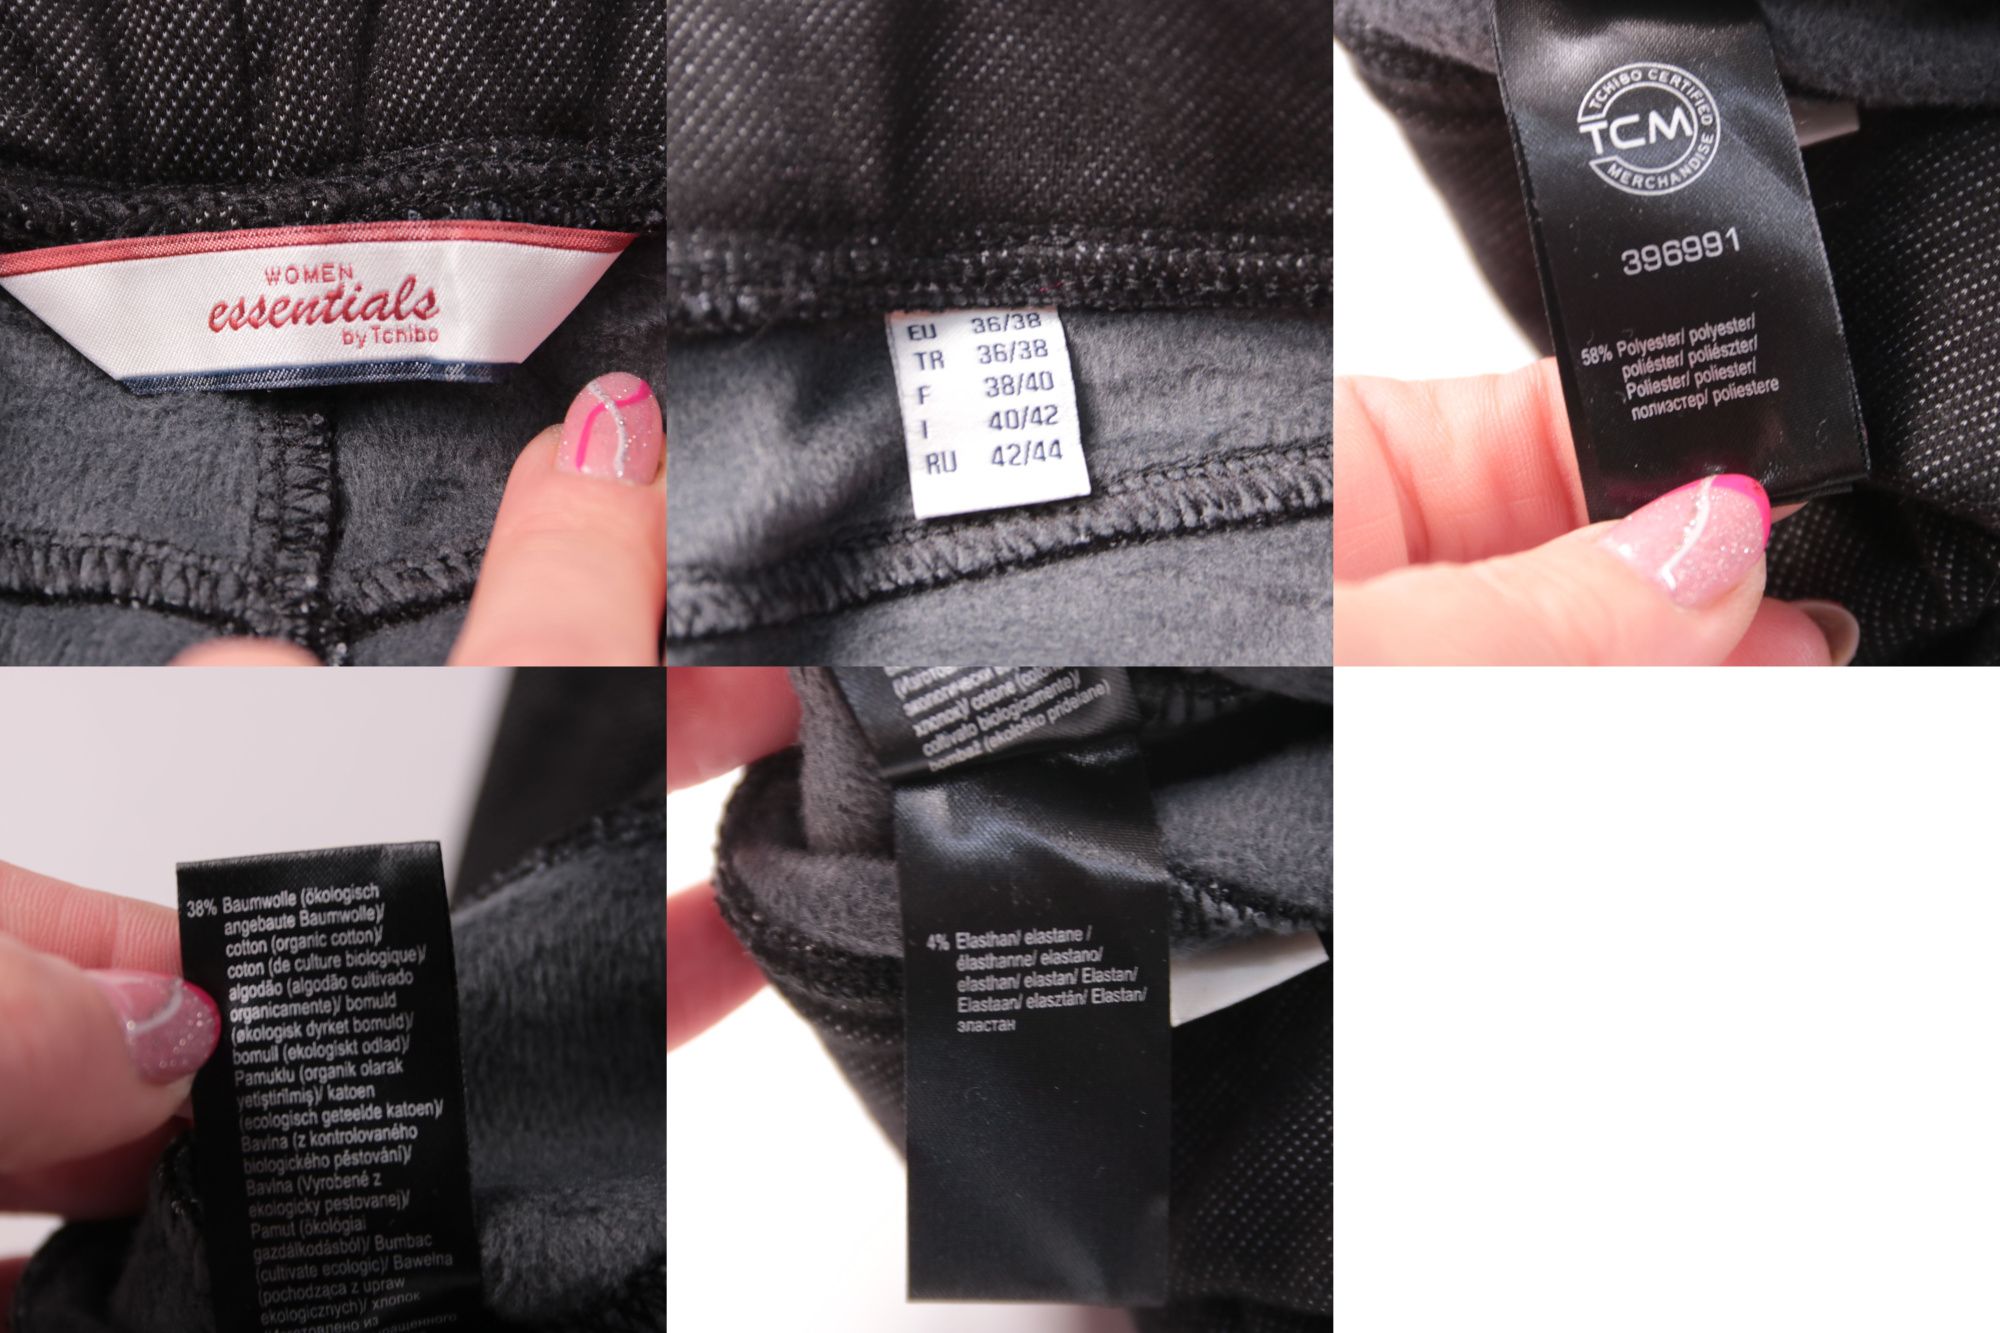 WOMEN
essentials
by Tchibo
EU 36/38
TR 36/38
F 38/40
I 40/42
RU 42/44
TCHIBO CERTIFIED
TCM
MERCHANDISE
396991
58% Polyester/ polyester/
poliéster/ poliészter/
Poliester/ poliester/
полиэстер/ poliestere
38% Baumwolle (ökologisch
angebaute Baumwolle)/
cotton (organic cotton)/
coton (de culture biologique)/
algodão (algodão cultivado
organicamente)/ bomuld
(økologisk dyrket bomuld)/
bomull (ekologiskt odlad)/
Pamuklu (organik olarak
yetiştirilmiş)/ katoen
(ecologisch geteelde katoen)/
Bavlna (z kontrolovaného
biologického pěstování)/
Bavlna (Vyrobené z
ekologicky pestovanej)/
Pamut (ökológiai
gazdálkodásból)/ Bumbac
(cultivate ecologic)/ Bawełna
(pochodząca z upraw
ekologicznych)/ хлопок
хлопок)/ cotone (coto
coltivato biologicamente)/
bombaž (ekološko pridelane)
4% Elasthan/ elastane /
élasthanne/ elastano/
elasthan/ elastan/ Elastan/
Elastaan/ elasztán/ Elastan/
эластан